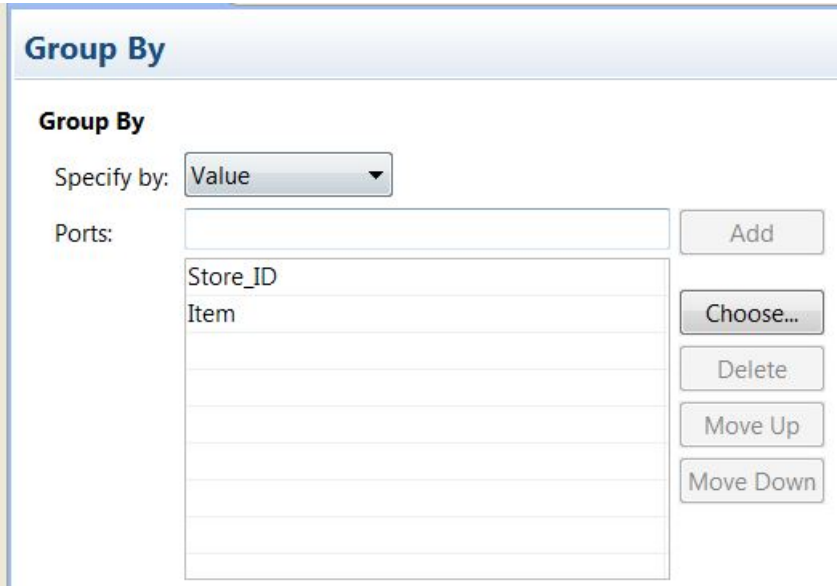 Group By
Group By
Specify by: Value
Ports: Add
Store_ID
Item
Choose...
Delete
Move Up
Move Down